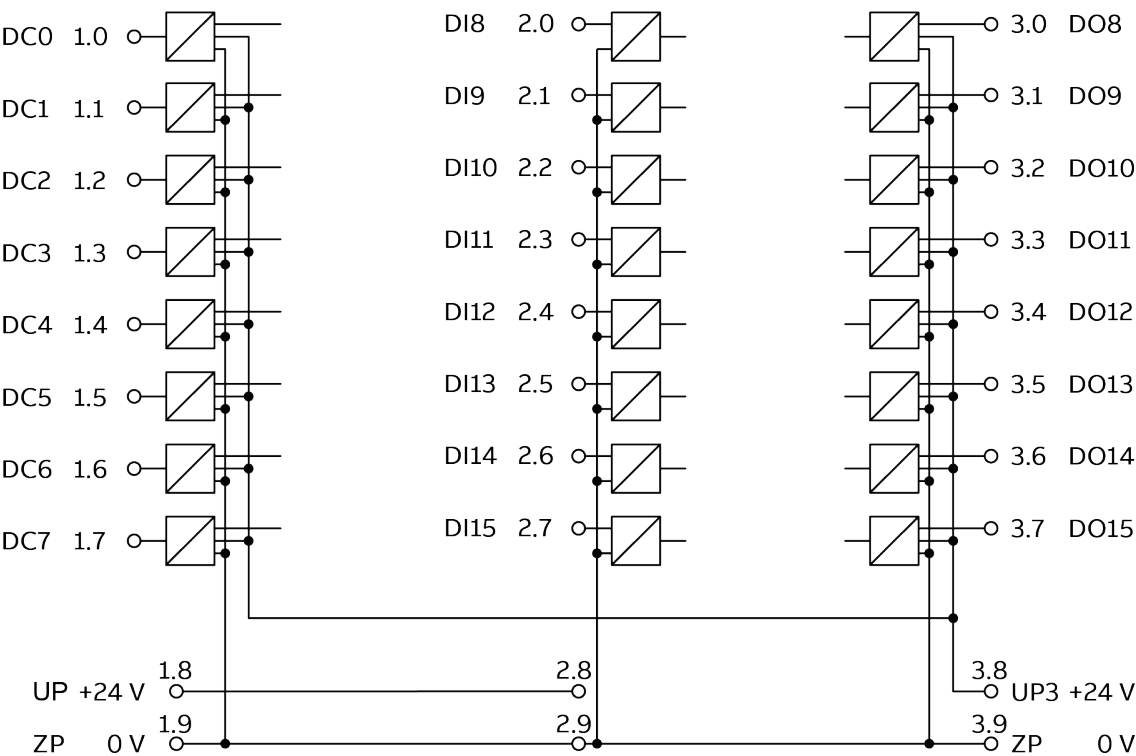 DC0 1.0 DI8 2.0 3.0 DO8
DC1 1.1 DI9 2.1 3.1 DO9
DC2 1.2 DI10 2.2 3.2 DO10
DC3 1.3 DI11 2.3 3.3 DO11
DC4 1.4 DI12 2.4 3.4 DO12
DC5 1.5 DI13 2.5 3.5 DO13
DC6 1.6 DI14 2.6 3.6 DO14
DC7 1.7 DI15 2.7 3.7 DO15
1.8 2.8 3.8
UP +24 V UP3 +24 V
1.9 2.9 3.9
ZP 0 V ZP 0 V